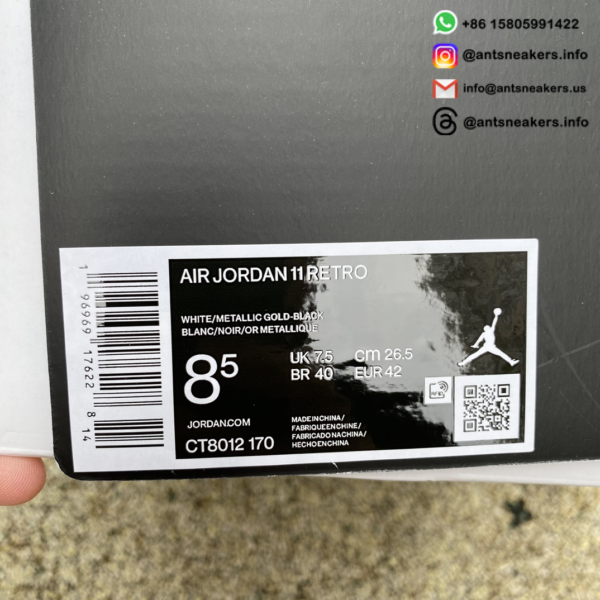 +86 15805991422
@antsneakers.info
info@antsneakers.us
@antsneakers.info
AIR JORDAN 11 RETRO
WHITE/METALLIC GOLD-BLACK
BLANC/NOIR/OR METALLIQUE
85
UK 7.5 cm 26.5
BR 40 EUR 42
JORDAN.COM
CT8012 170
MADE IN CHINA/
FABRIQUE EN CHINE/
FABRICADO NA CHINA/
HECHO EN CHINA
1 96969 17622 8 14